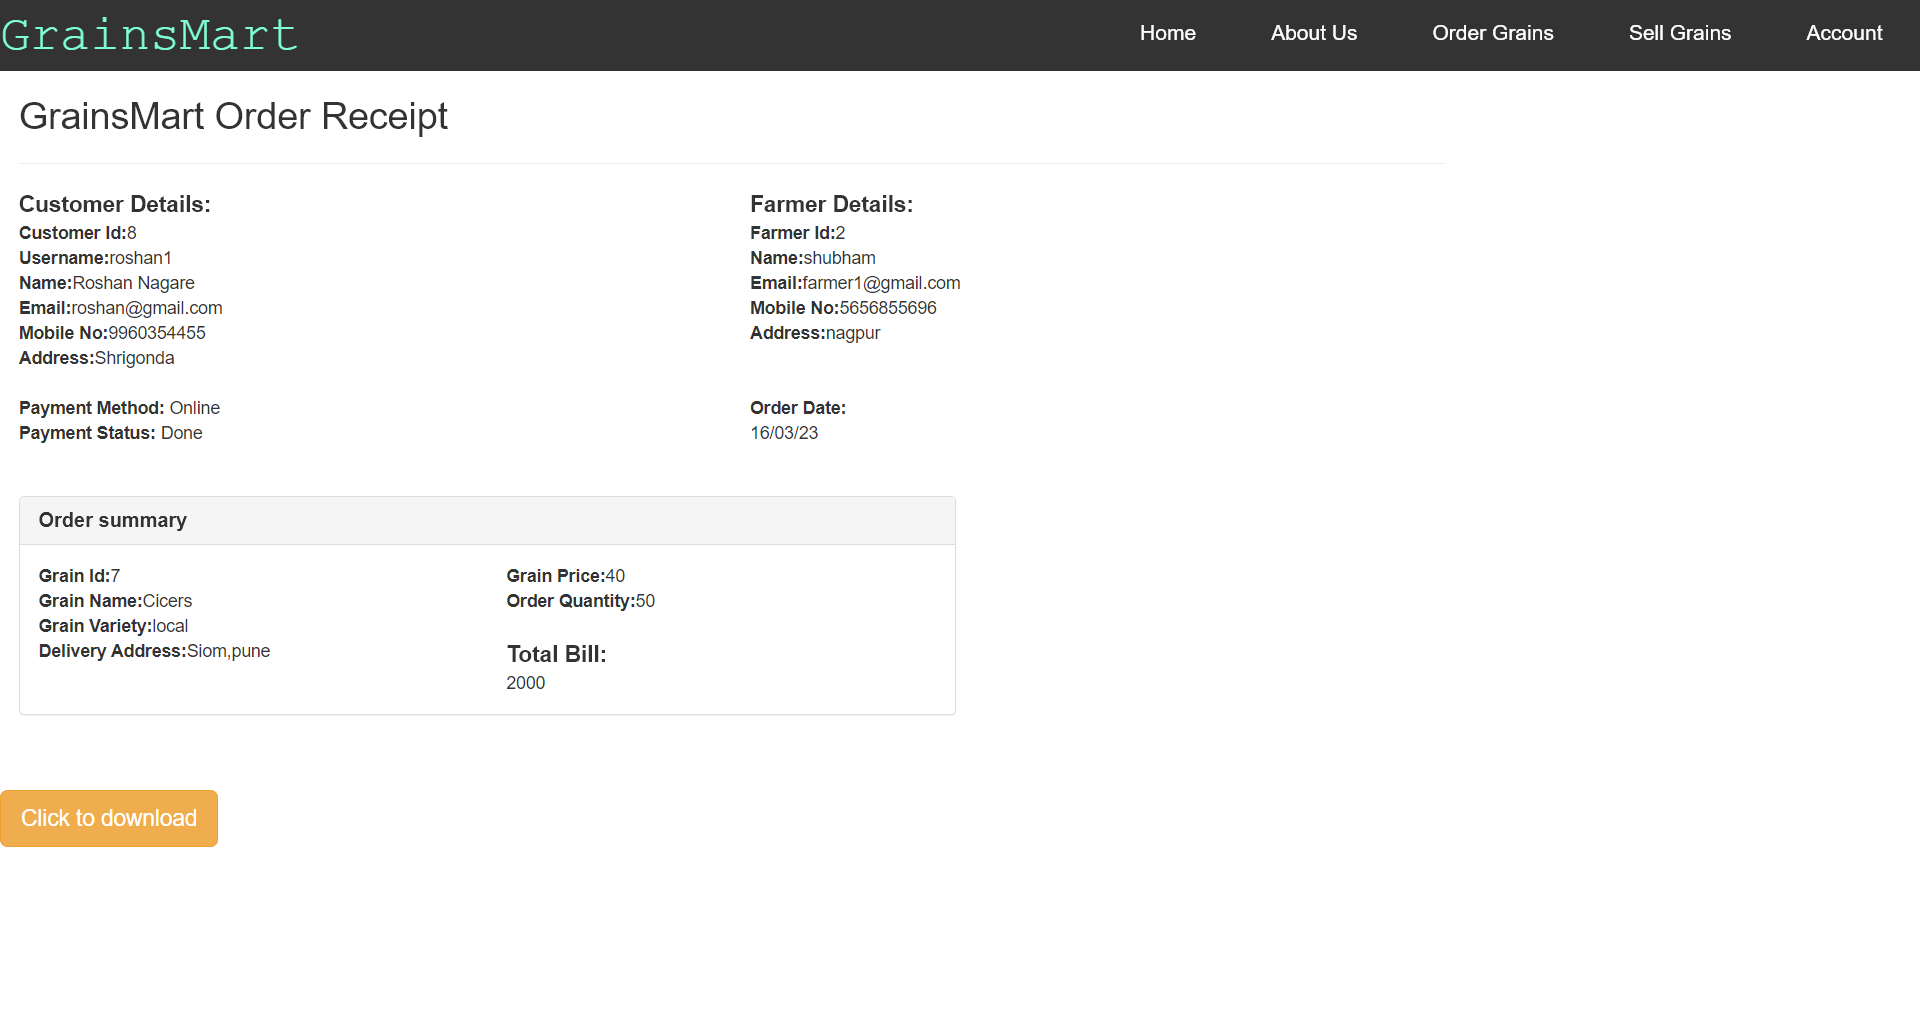 GrainsMart
Home About Us Order Grains Sell Grains Account
GrainsMart Order Receipt
Customer Details:
Customer Id:8
Username:roshan1
Name:Roshan Nagare
Email:roshan@gmail.com
Mobile No:9960354455
Address:Shrigonda
Farmer Details:
Farmer Id:2
Name:shubham
Email:farmer1@gmail.com
Mobile No:5656855696
Address:nagpur
Payment Method: Online
Payment Status: Done
Order Date:
16/03/23
Order summary
Grain Id:7
Grain Name:Cicers
Grain Variety:local
Delivery Address:Siom,pune
Grain Price:40
Order Quantity:50
Total Bill:
2000
Click to download